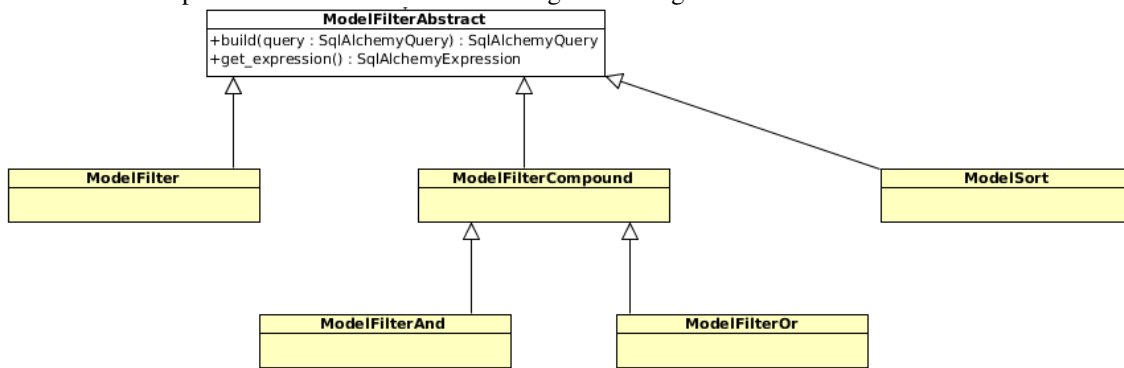 ModelFilterAbstract
+build(query : SqlAlchemyQuery) : SqlAlchemyQuery
+get_expression() : SqlAlchemyExpression
ModelFilter
ModelFilterCompound
ModelSort
ModelFilterAnd
ModelFilterOr